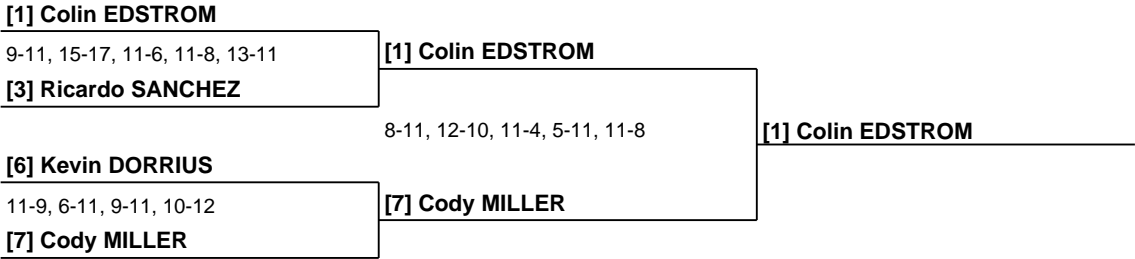 [1] Colin EDSTROM
9-11, 15-17, 11-6, 11-8, 13-11
[1] Colin EDSTROM
[3] Ricardo SANCHEZ
8-11, 12-10, 11-4, 5-11, 11-8
[1] Colin EDSTROM
[6] Kevin DORRIUS
11-9, 6-11, 9-11, 10-12
[7] Cody MILLER
[7] Cody MILLER